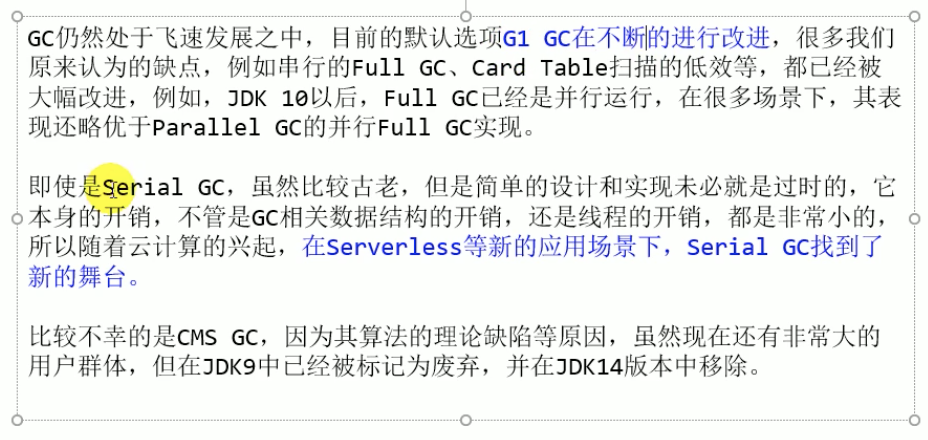 GC仍然处于飞速发展之中，目前的默认选项G1 GC在不断的进行改进，很多我们
原来认为的缺点，例如串行的Full GC、Card Table扫描的低效等，都已经被
大幅改进，例如，JDK 10以后，Full GC已经是并行运行，在很多场景下，其表
现还略优于Parallel GC的并行Full GC实现。
即使是Serial GC，虽然比较古老，但是简单的设计和实现未必就是过时的，它
本身的开销，不管是GC相关数据结构的开销，还是线程的开销，都是非常小的，
所以随着云计算的兴起，在Serverless等新的应用场景下，Serial GC找到了
新的舞台。
比较不幸的是CMS GC，因为其算法的理论缺陷等原因，虽然现在还有非常大的
用户群体，但在JDK9中已经被标记为废弃，并在JDK14版本中移除。